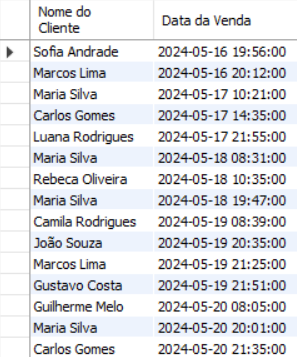 Nome do
Cliente
Data da Venda
Sofia Andrade 2024-05-16 19:56:00
Marcos Lima 2024-05-16 20:12:00
Maria Silva 2024-05-17 10:21:00
Carlos Gomes 2024-05-17 14:35:00
Luana Rodrigues 2024-05-17 21:55:00
Maria Silva 2024-05-18 08:31:00
Rebeca Oliveira 2024-05-18 10:35:00
Maria Silva 2024-05-18 19:47:00
Camila Rodrigues 2024-05-19 08:39:00
João Souza 2024-05-19 20:35:00
Marcos Lima 2024-05-19 21:25:00
Gustavo Costa 2024-05-19 21:51:00
Guilherme Melo 2024-05-20 08:05:00
Maria Silva 2024-05-20 20:01:00
Carlos Gomes 2024-05-20 21:35:00